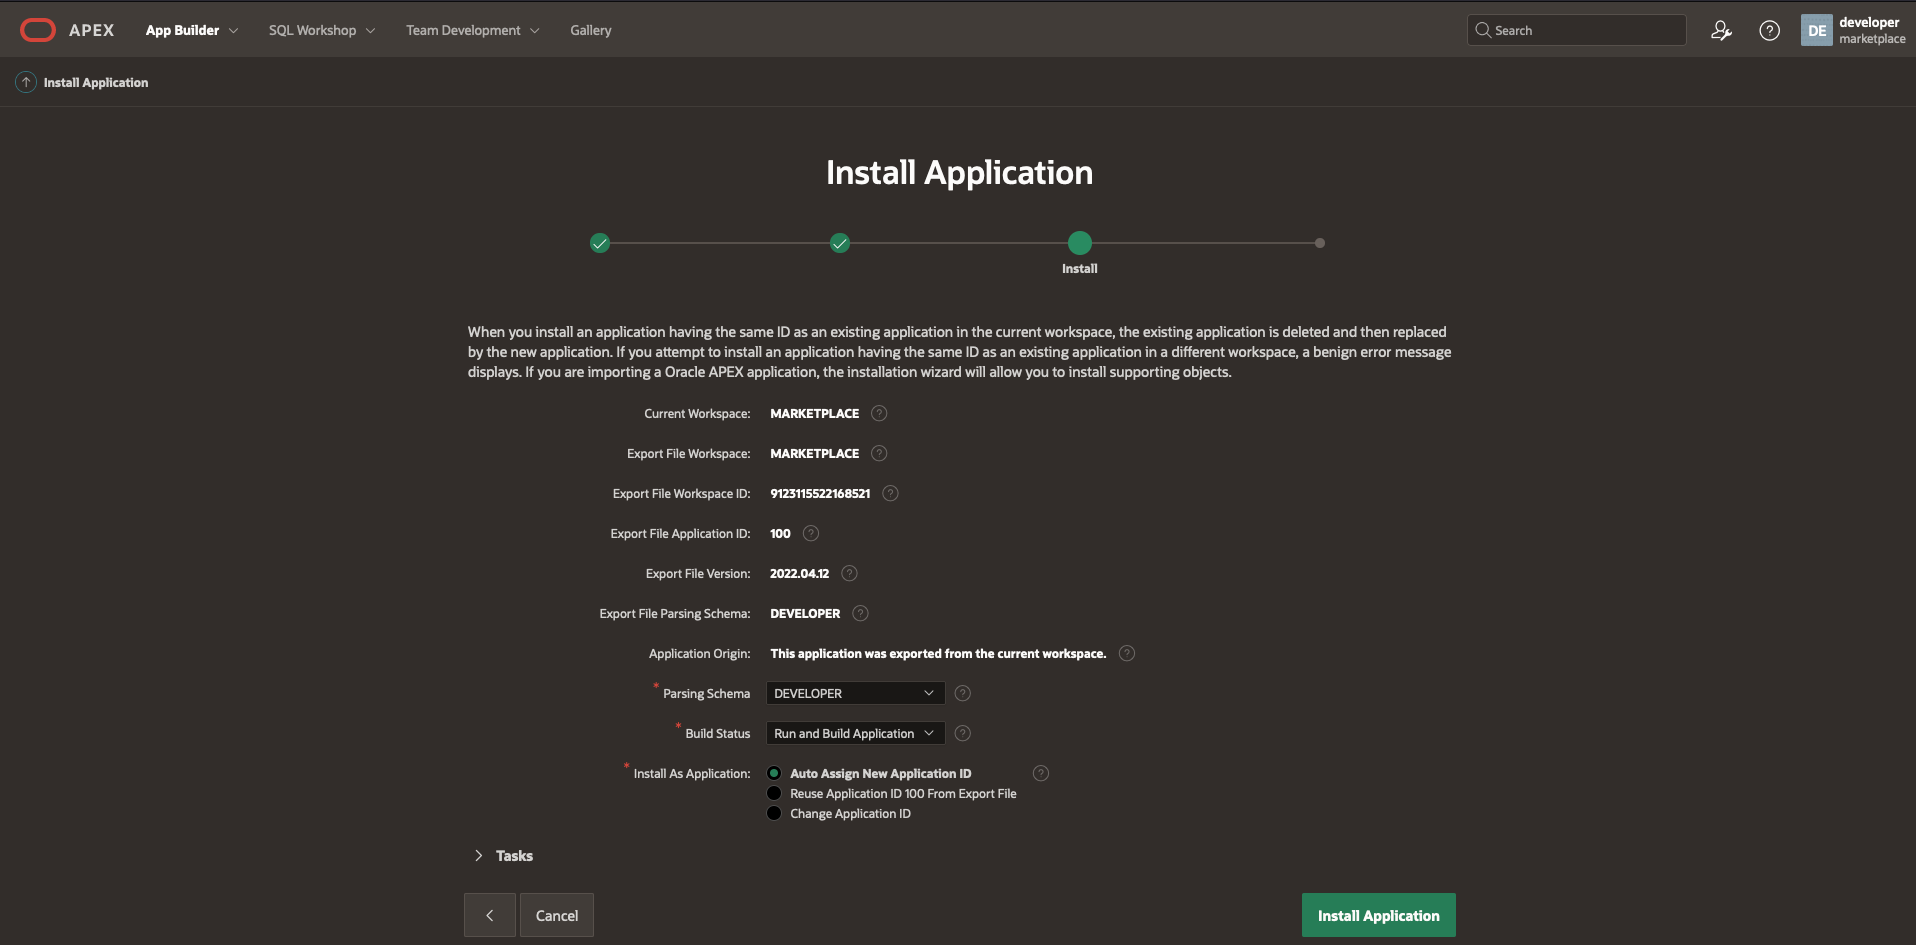 APEX App Builder SQL Workshop Team Development Gallery Search ? DE developer
marketplace
Install Application
Install Application
Install
When you install an application having the same ID as an existing application in the current workspace, the existing application is deleted and then replaced
by the new application. If you attempt to install an application having the same ID as an existing application in a different workspace, a benign error message
displays. If you are importing a Oracle APEX application, the installation wizard will allow you to install supporting objects.
Current Workspace: MARKETPLACE ?
Export File Workspace: MARKETPLACE ?
Export File Workspace ID: 9123115522168521 ?
Export File Application ID: 100 ?
Export File Version: 2022.04.12 ?
Export File Parsing Schema: DEVELOPER ?
Application Origin: This application was exported from the current workspace. ?
* Parsing Schema DEVELOPER ?
* Build Status Run and Build Application ?
* Install As Application: Auto Assign New Application ID ?
Reuse Application ID 100 From Export File
Change Application ID
Tasks
Cancel Install Application